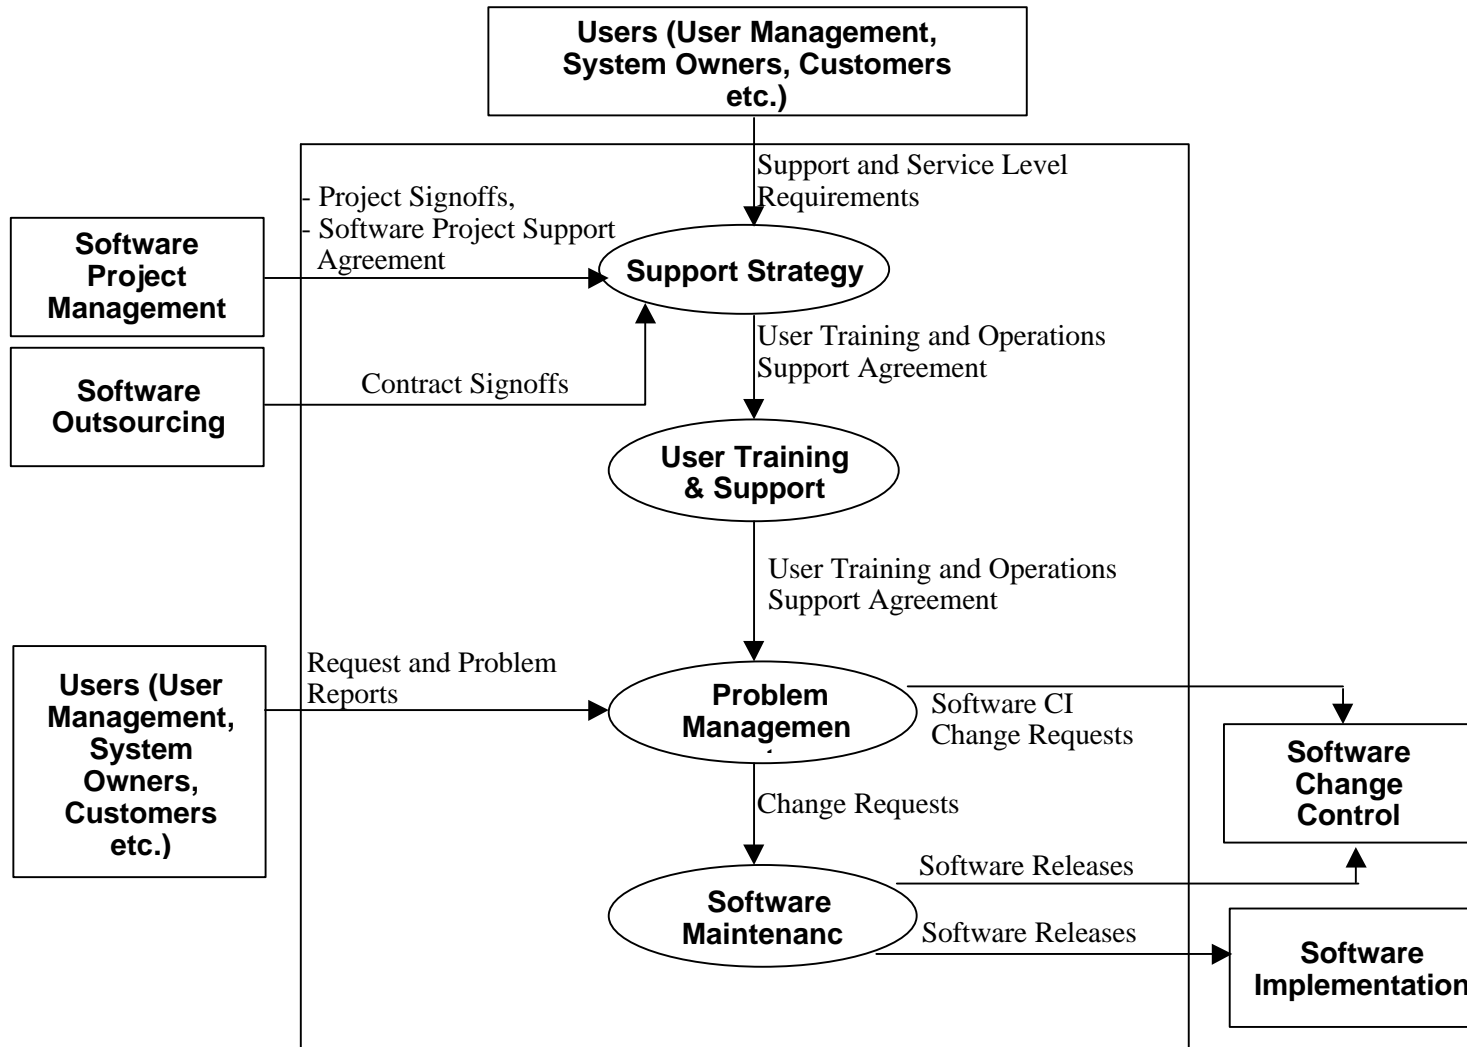 Users (User Management,
System Owners, Customers
etc.)
Support and Service Level
Requirements
- Project Signoffs,
- Software Project Support
Agreement
Software
Project
Management
Support Strategy
User Training and Operations
Support Agreement
Contract Signoffs
Software
Outsourcing
User Training
& Support
User Training and Operations
Support Agreement
Request and Problem
Reports
Users (User
Management,
System
Owners,
Customers
etc.)
Problem
Managemen
Software CI
Change Requests
Software
Change
Control
Change Requests
Software Releases
Software
Maintenanc
Software Releases
Software
Implementation